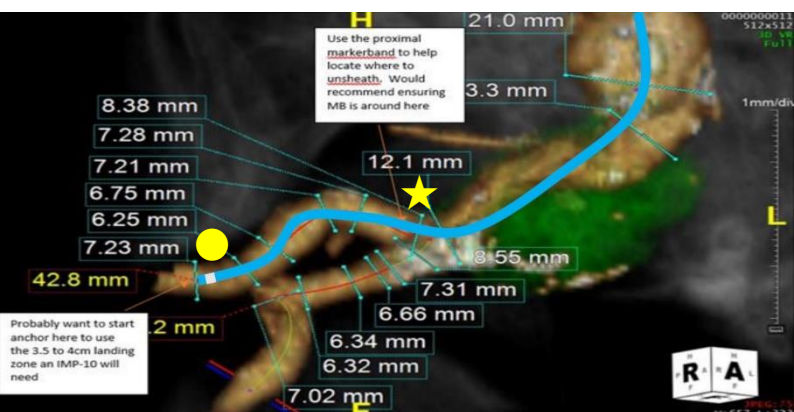 H
21.0 mm
0000000011
512x512
3D VR
Full
Use the proximal
markerband to help
locate where to
unsheath. Would
recommend ensuring
MB is around here
3.3 mm
1mm/div
8.38 mm
7.28 mm
7.21 mm
12.1 mm
6.75 mm
6.25 mm
7.23 mm
L
8.55 mm
42.8 mm
7.31 mm
6.66 mm
Probably want to start
anchor here to use
the 3.5 to 4cm landing
zone an IMP-10 will
need
.2 mm
6.34 mm
6.32 mm
7.02 mm
R A
F